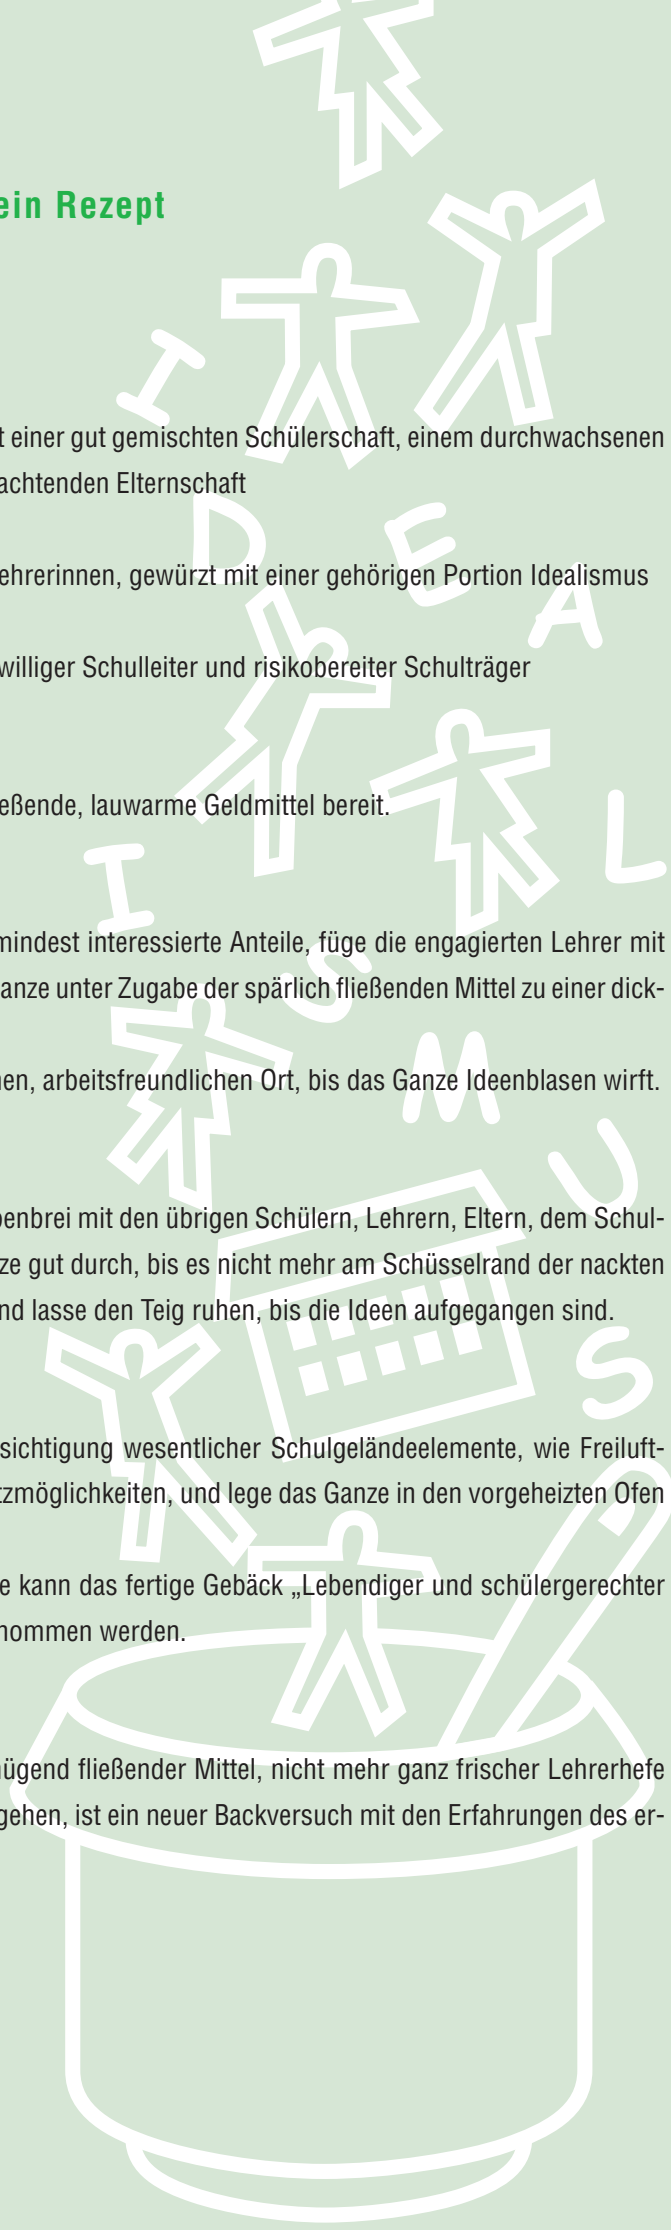 ein Rezept
t einer gut gemischten Schülerschaft, einem durchwachsenen
achtenden Elternschaft
ehrerinnen, gewürzt mit einer gehörigen Portion Idealismus
williger Schulleiter und risikobereiter Schulträger
eßende, lauwarme Geldmittel bereit.
mindest interessierte Anteile, füge die engagierten Lehrer mit
anze unter Zugabe der spärlich fließenden Mittel zu einer dick-
nen, arbeitsfreundlichen Ort, bis das Ganze Ideenblasen wirft.
penbrei mit den übrigen Schülern, Lehrern, Eltern, dem Schul-
ze gut durch, bis es nicht mehr am Schüsselrand der nackten
nd lasse den Teig ruhen, bis die Ideen aufgegangen sind.
sichtigung wesentlicher Schulgeländeelemente, wie Freiluft-
tzmöglichkeiten, und lege das Ganze in den vorgeheizten Ofen
e kann das fertige Gebäck „Lebendiger und schülergerechter
nommen werden.
nügend fließender Mittel, nicht mehr ganz frischer Lehrerhefe
gehen, ist ein neuer Backversuch mit den Erfahrungen des er-
I D E A L I S M U S